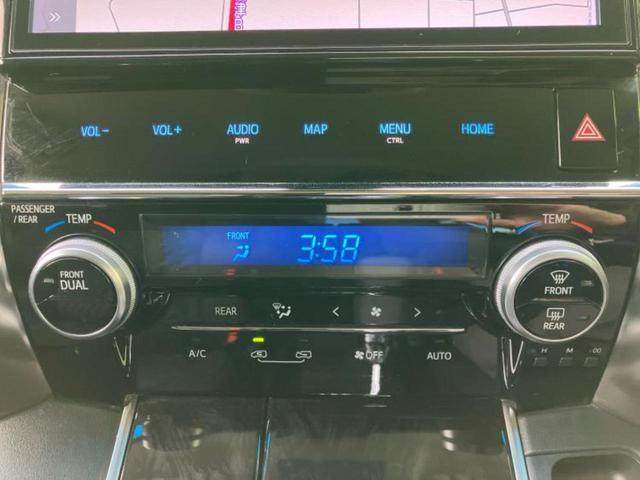 »
VOL- VOL+ AUDIO MAP MENU HOME
PWR CTRL
PASSENGER
/REAR
TEMP TEMP
FRONT
DUAL
FRONT
3:58
FRONT
REAR
REAR < >
A/C OFF AUTO
H M :00